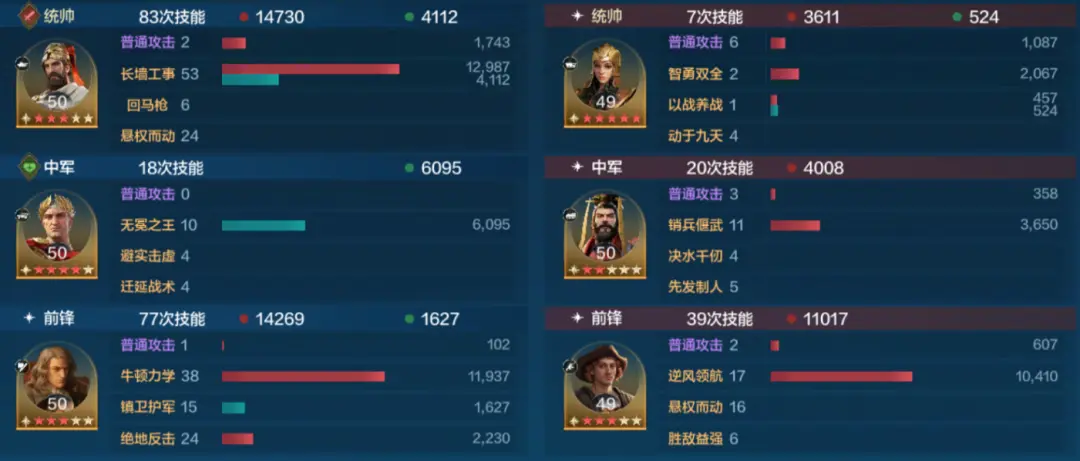 统帅 83次技能 14730 4112
普通攻击 2 1,743
长墙工事 53 12,987
4,112
50
回马枪 6
悬权而动 24
中军 18次技能 6095
普通攻击 0
无冕之王 10 6,095
50
避实击虚 4
迂延战术 4
前锋 77次技能 14269 1627
普通攻击 1 102
牛顿力学 38 11,937
50
镇卫护军 15 1,627
绝地反击 24 2,230
统帅 7次技能 3611 524
普通攻击 6 1,087
智勇双全 2 2,067
49
以战养战 1 457
524
动于九天 4
中军 20次技能 4008
普通攻击 3 358
销兵偃武 11 3,650
50
决水千仞 4
先发制人 5
前锋 39次技能 11017
普通攻击 2 607
逆风领航 17 10,410
49
悬权而动 16
胜敌益强 6